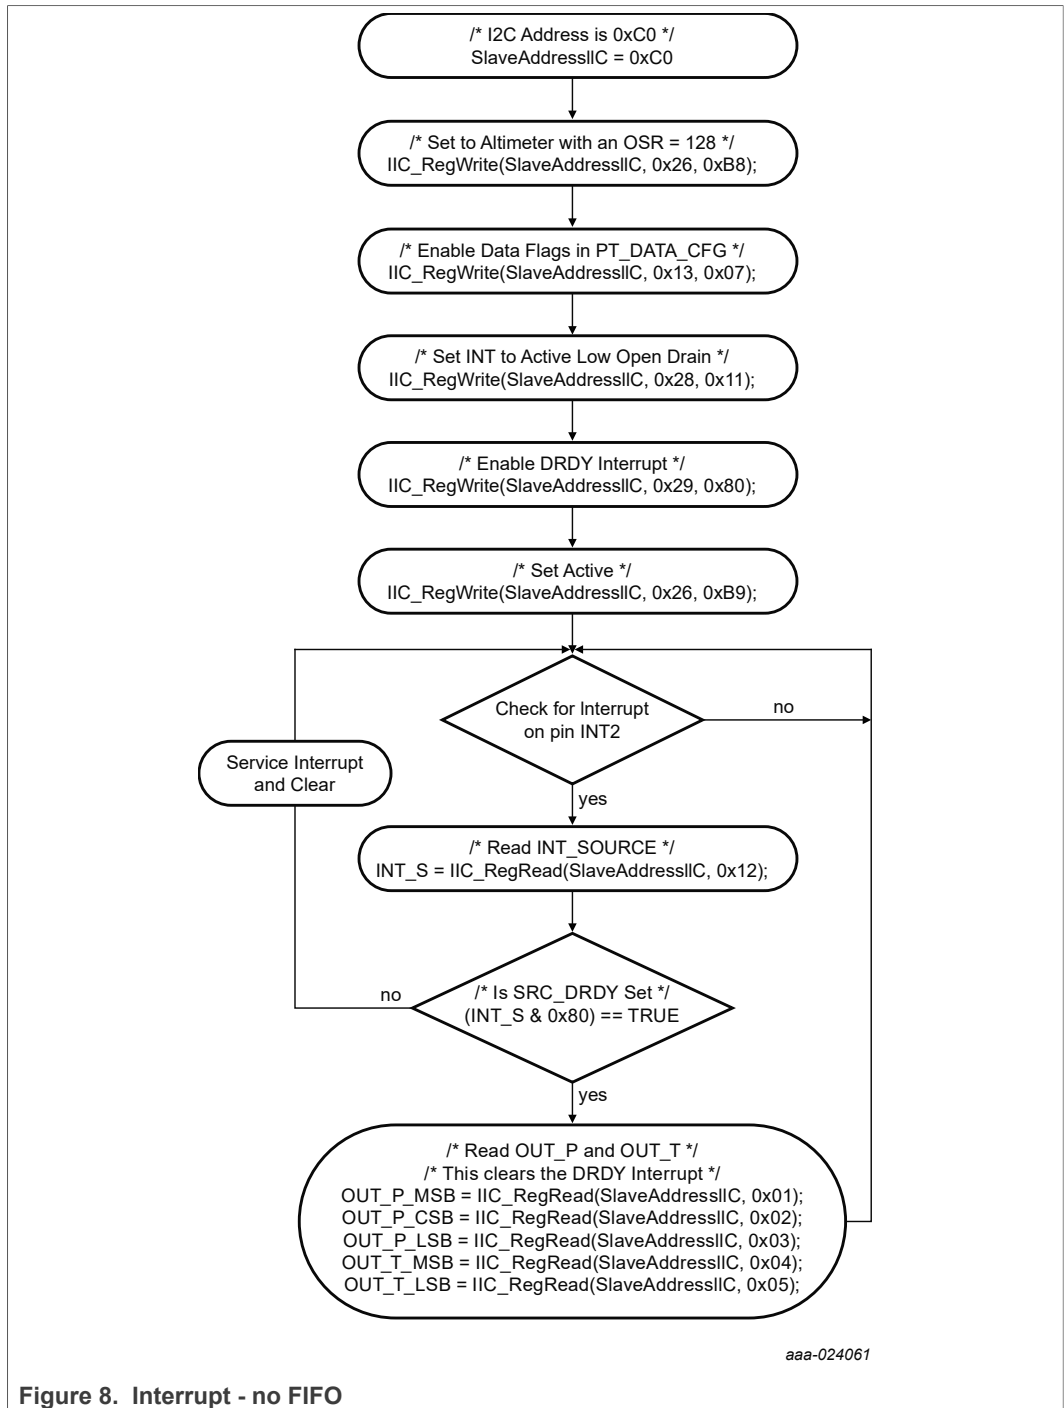 /* I2C Address is 0xC0 */
SlaveAddressIIC = 0xC0
/* Set to Altimeter with an OSR = 128 */
IIC_RegWrite(SlaveAddressIIC, 0x26, 0xB8);
/* Enable Data Flags in PT_DATA_CFG */
IIC_RegWrite(SlaveAddressIIC, 0x13, 0x07);
/* Set INT to Active Low Open Drain */
IIC_RegWrite(SlaveAddressIIC, 0x28, 0x11);
/* Enable DRDY Interrupt */
IIC_RegWrite(SlaveAddressIIC, 0x29, 0x80);
/* Set Active */
IIC_RegWrite(SlaveAddressIIC, 0x26, 0xB9);
Check for Interrupt
on pin INT2
no
Service Interrupt
and Clear
yes
/* Read INT_SOURCE */
INT_S = IIC_RegRead(SlaveAddressIIC, 0x12);
no
/* Is SRC_DRDY Set */
(INT_S & 0x80) == TRUE
yes
/* Read OUT_P and OUT_T */
/* This clears the DRDY Interrupt */
OUT_P_MSB = IIC_RegRead(SlaveAddressIIC, 0x01);
OUT_P_CSB = IIC_RegRead(SlaveAddressIIC, 0x02);
OUT_P_LSB = IIC_RegRead(SlaveAddressIIC, 0x03);
OUT_T_MSB = IIC_RegRead(SlaveAddressIIC, 0x04);
OUT_T_LSB = IIC_RegRead(SlaveAddressIIC, 0x05);
aaa-024061
Figure 8. Interrupt - no FIFO